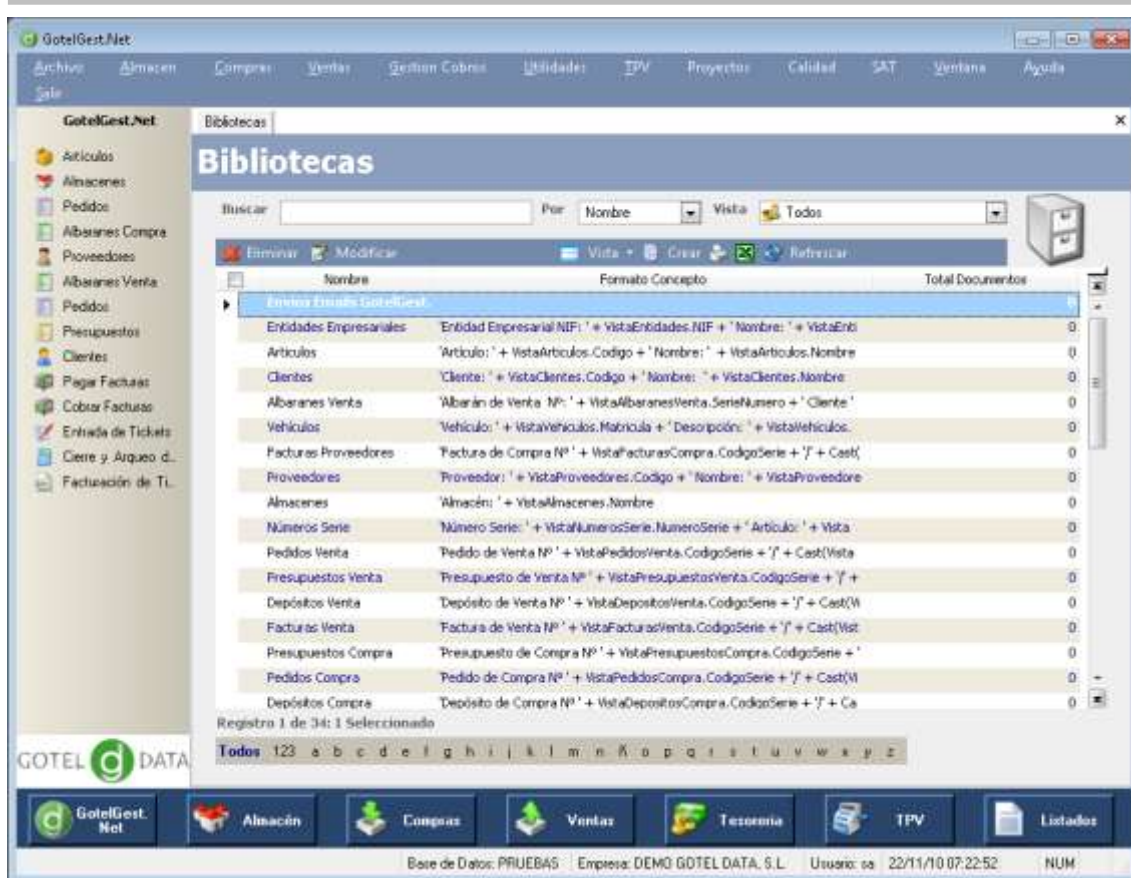 GotelGest.Net
Archivo Almacen Compras Ventas Gestion Cobros Utilidades TPV Proyectos Calidad SAT Ventana Ayuda
Salir
GotelGest.Net
Bibliotecas
Artículos
Almacenes
Pedidos
Albaranes Compra
Proveedores
Albaranes Venta
Pedidos
Presupuestos
Clientes
Pagar Facturas
Cobrar Facturas
Entrada de Tickets
Cierre y Arqueo d..
Facturación de Ti..
GOTEL DATA
Bibliotecas
Buscar Por Nombre Vista Todos
Eliminar Modificar Vista Crear Refrescar
Nombre Formato Concepto Total Documentos
Envios Emails GotelGest. 0
Entidades Empresariales 'Entidad Empresarial NIF: ' + VistaEntidades.NIF + ' Nombre: ' + VistaEnti 0
Articulos 'Artículo: ' + VistaArticulos.Codigo + ' Nombre: ' + VistaArticulos.Nombre 0
Clientes 'Cliente: ' + VistaClientes.Codigo + ' Nombre: ' + VistaClientes.Nombre 0
Albaranes Venta 'Albarán de Venta Nº: ' + VistaAlbaranesVenta.SerieNumero + ' Cliente ' 0
Vehículos 'Vehículo: ' + VistaVehiculos.Matricula + ' Descripción: ' + VistaVehiculos. 0
Facturas Proveedores 'Factura de Compra Nº ' + VistaFacturasCompra.CodigoSerie + '/' + Cast( 0
Proveedores 'Proveedor: ' + VistaProveedores.Codigo + ' Nombre: ' + VistaProveedore 0
Almacenes 'Almacén: ' + VistaAlmacenes.Nombre 0
Números Serie 'Número Serie: ' + VistaNumerosSerie.NumeroSerie + ' Artículo: ' + Vista 0
Pedidos Venta 'Pedido de Venta Nº ' + VistaPedidosVenta.CodigoSerie + '/' + Cast(Vista 0
Presupuestos Venta 'Presupuesto de Venta Nº ' + VistaPresupuestosVenta.CodigoSerie + '/' + 0
Depósitos Venta 'Depósito de Venta Nº ' + VistaDepositosVenta.CodigoSerie + '/' + Cast(Vi 0
Facturas Venta 'Factura de Venta Nº ' + VistaFacturasVenta.CodigoSerie + '/' + Cast(Vist 0
Presupuestos Compra 'Presupuesto de Compra Nº ' + VistaPresupuestosCompra.CodigoSerie + ' 0
Pedidos Compra 'Pedido de Compra Nº ' + VistaPedidosCompra.CodigoSerie + '/' + Cast(Vi 0
Depósitos Compra 'Depósito de Compra Nº ' + VistaDepositosCompra.CodigoSerie + '/' + Ca 0
Registro 1 de 34: 1 Seleccionado
Todos 123 a b c d e f g h i j k l m n ñ o p q r s t u v w x y z
GotelGest.Net Almacén Compras Ventas Tesoreria TPV Listados
Base de Datos: PRUEBAS Empresa: DEMO GOTEL DATA, S.L. Usuario: sa 22/11/10 07:22:52 NUM